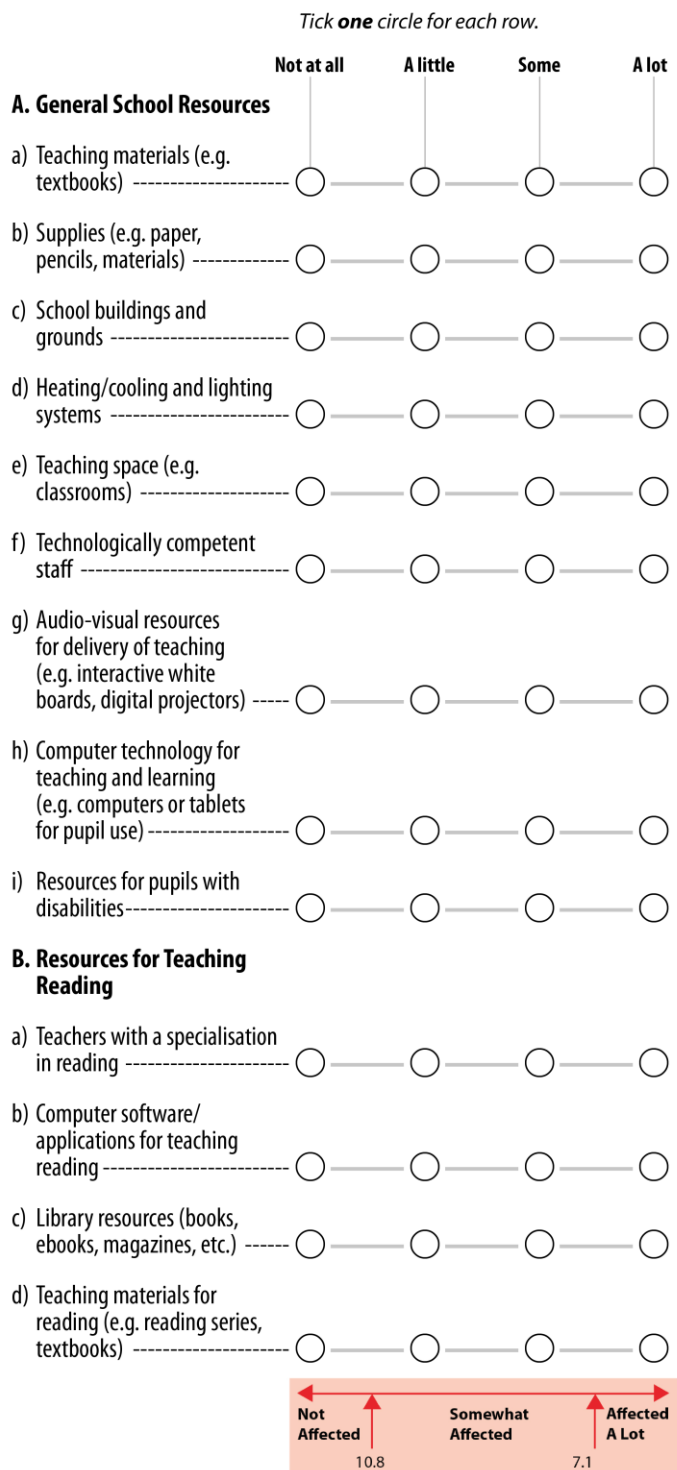 Tick one circle for each row.
Not at all A little Some A lot
A. General School Resources
a) Teaching materials (e.g.
textbooks)
b) Supplies (e.g. paper,
pencils, materials)
c) School buildings and
grounds
d) Heating/cooling and lighting
systems
e) Teaching space (e.g.
classrooms)
f) Technologically competent
staff
g) Audio-visual resources
for delivery of teaching
(e.g. interactive white
boards, digital projectors)
h) Computer technology for
teaching and learning
(e.g. computers or tablets
for pupil use)
i) Resources for pupils with
disabilities
B. Resources for Teaching
Reading
a) Teachers with a specialisation
in reading
b) Computer software/
applications for teaching
reading
c) Library resources (books,
ebooks, magazines, etc.)
d) Teaching materials for
reading (e.g. reading series,
textbooks)
Not Somewhat Affected
Affected Affected A Lot
10.8 7.1